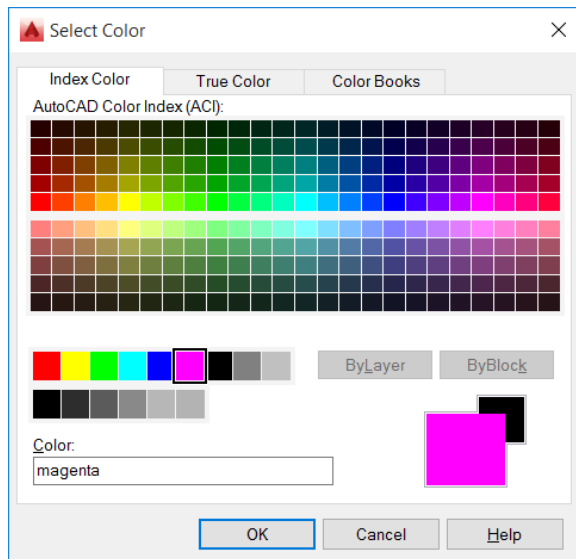 Select Color
Index Color True Color Color Books
AutoCAD Color Index (ACI):
ByLayer ByBlock
Color:
magenta
OK Cancel Help